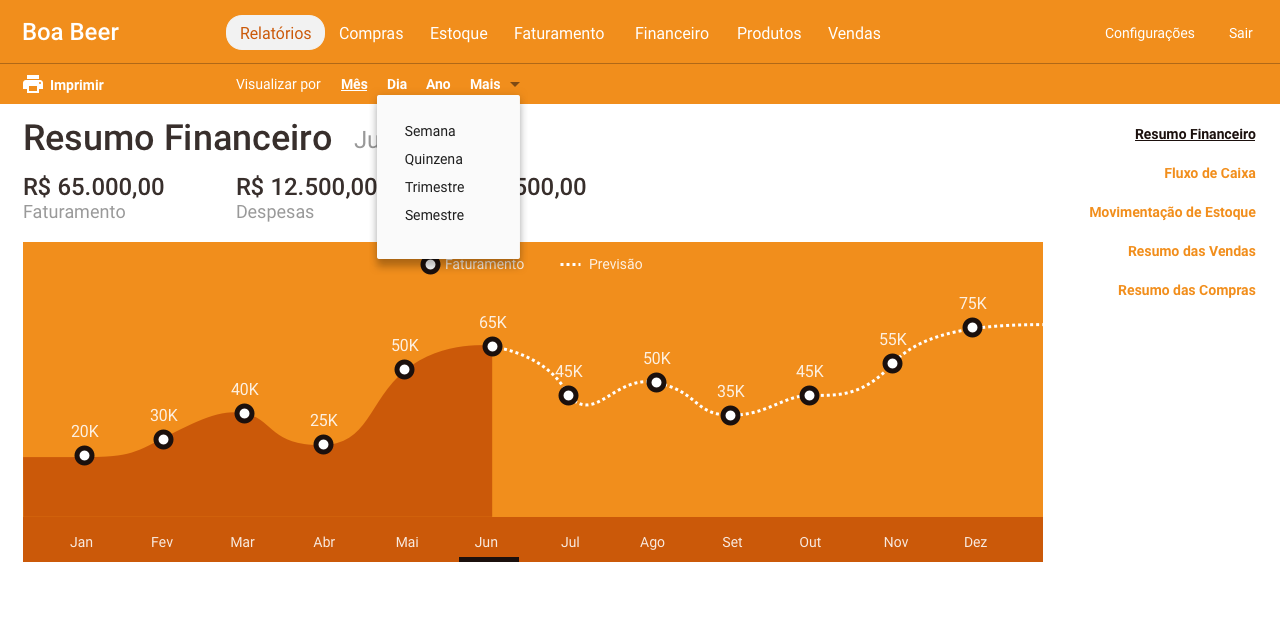 Boa Beer Relatórios Compras Estoque Faturamento Financeiro Produtos Vendas Configurações Sair
Imprimir Visualizar por Mês Dia Ano Mais
Semana
Quinzena
Trimestre
Semestre
Resumo Financeiro Ju
R$ 65.000,00 R$ 12.500,00 500,00
Faturamento Despesas
Resumo Financeiro
Fluxo de Caixa
Movimentação de Estoque
Resumo das Vendas
Resumo das Compras
Faturamento Previsão
20K 30K 40K 25K 50K 65K 45K 50K 35K 45K 55K 75K
Jan Fev Mar Abr Mai Jun Jul Ago Set Out Nov Dez